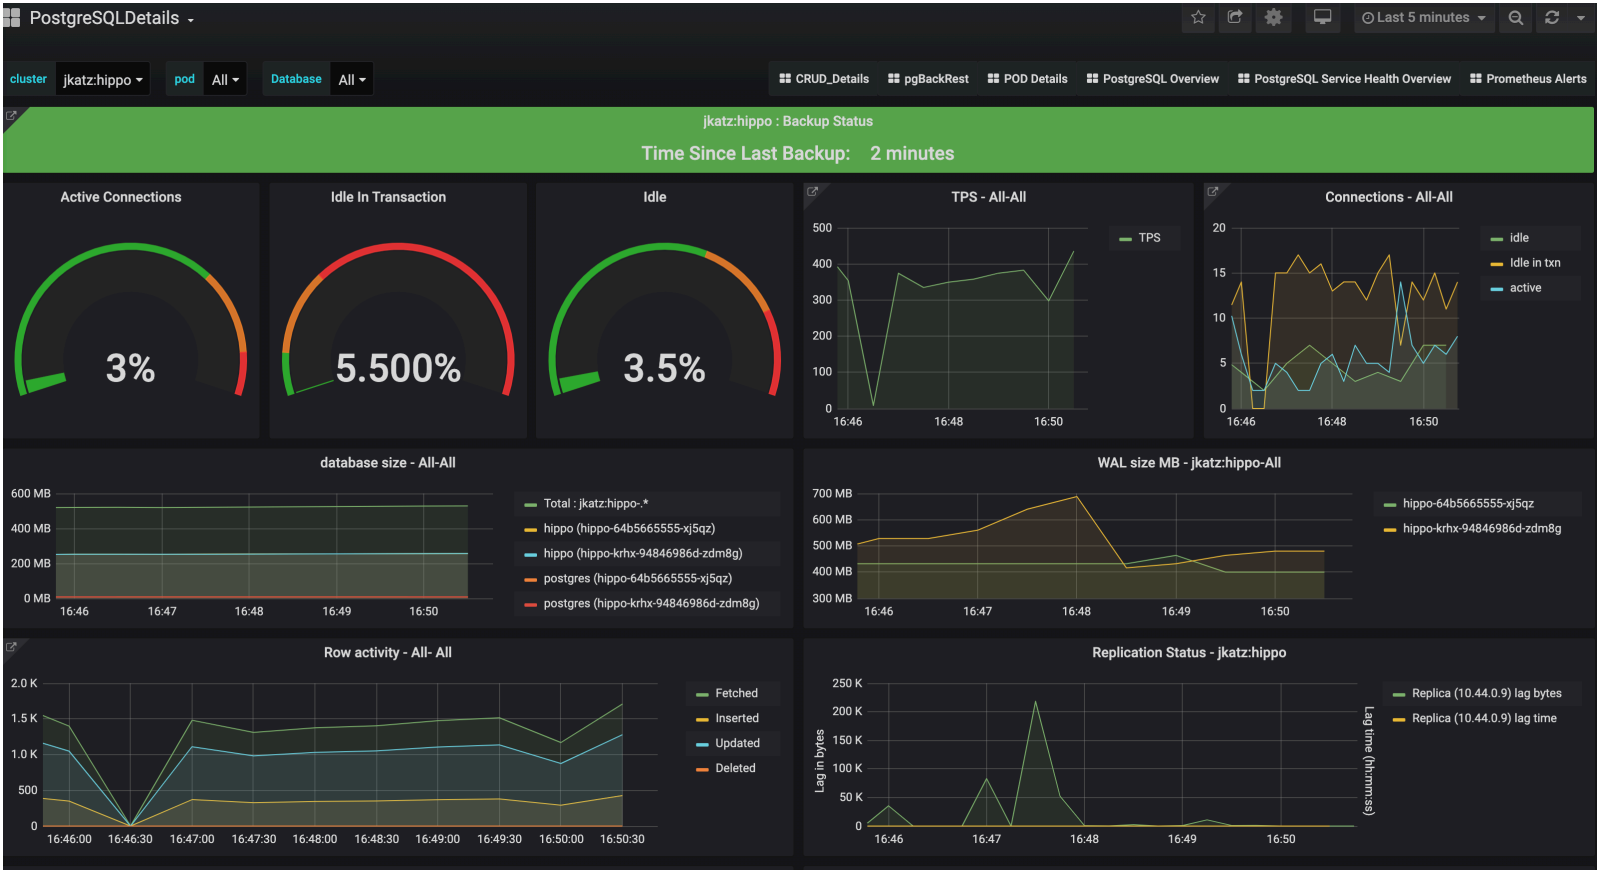 PostgreSQLDetails
Last 5 minutes
cluster jkatz:hippo pod All Database All
CRUD_Details pgBackRest POD Details PostgreSQL Overview PostgreSQL Service Health Overview Prometheus Alerts
jkatz:hippo : Backup Status
Time Since Last Backup: 2 minutes
Active Connections
3%
Idle In Transaction
5.500%
Idle
3.5%
TPS - All-All
500
400
300
200
100
0
16:46 16:48 16:50
TPS
Connections - All-All
20
15
10
5
0
16:46 16:48 16:50
idle
Idle in txn
active
database size - All-All
600 MB
400 MB
200 MB
0 MB
16:46 16:47 16:48 16:49 16:50
Total : jkatz:hippo-.*
hippo (hippo-64b5665555-xj5qz)
hippo (hippo-krhx-94846986d-zdm8g)
postgres (hippo-64b5665555-xj5qz)
postgres (hippo-krhx-94846986d-zdm8g)
WAL size MB - jkatz:hippo-All
700 MB
600 MB
500 MB
400 MB
300 MB
16:46 16:47 16:48 16:49 16:50
hippo-64b5665555-xj5qz
hippo-krhx-94846986d-zdm8g
Row activity - All- All
2.0 K
1.5 K
1.0 K
500
0
16:46:00 16:46:30 16:47:00 16:47:30 16:48:00 16:48:30 16:49:00 16:49:30 16:50:00 16:50:30
Fetched
Inserted
Updated
Deleted
Replication Status - jkatz:hippo
Lag in bytes
250 K
200 K
150 K
100 K
50 K
0
16:46 16:47 16:48 16:49 16:50
Lag time (hh:mm:ss)
Replica (10.44.0.9) lag bytes
Replica (10.44.0.9) lag time